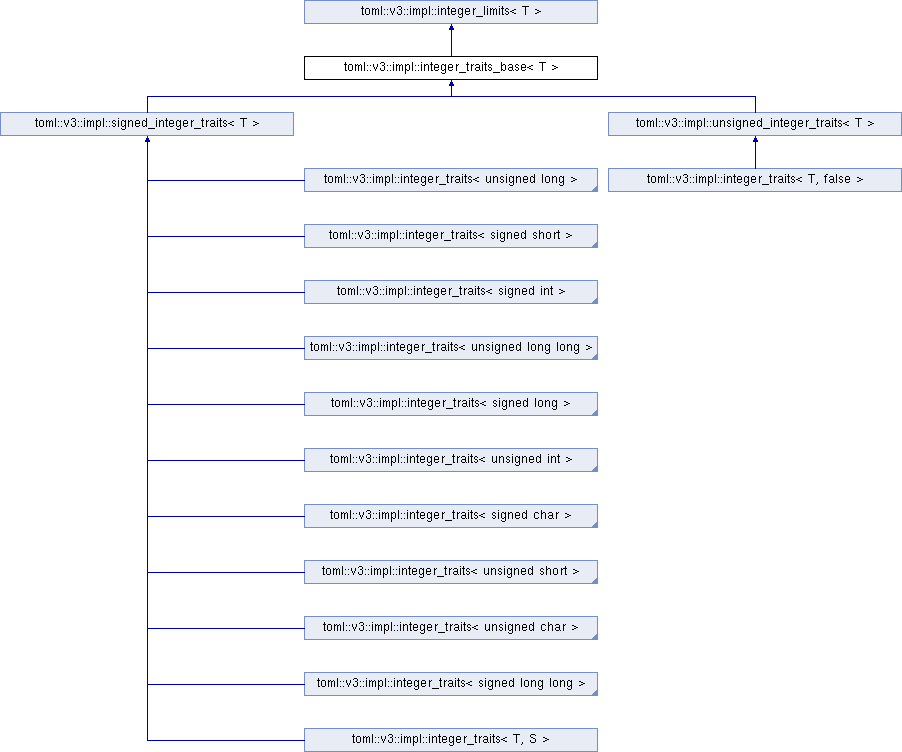 toml::v3::impl::integer_limits< T >
toml::v3::impl::integer_traits_base< T >
toml::v3::impl::signed_integer_traits< T >
toml::v3::impl::unsigned_integer_traits< T >
toml::v3::impl::integer_traits< unsigned long >
toml::v3::impl::integer_traits< T, false >
toml::v3::impl::integer_traits< signed short >
toml::v3::impl::integer_traits< signed int >
toml::v3::impl::integer_traits< unsigned long long >
toml::v3::impl::integer_traits< signed long >
toml::v3::impl::integer_traits< unsigned int >
toml::v3::impl::integer_traits< signed char >
toml::v3::impl::integer_traits< unsigned short >
toml::v3::impl::integer_traits< unsigned char >
toml::v3::impl::integer_traits< signed long long >
toml::v3::impl::integer_traits< T, S >